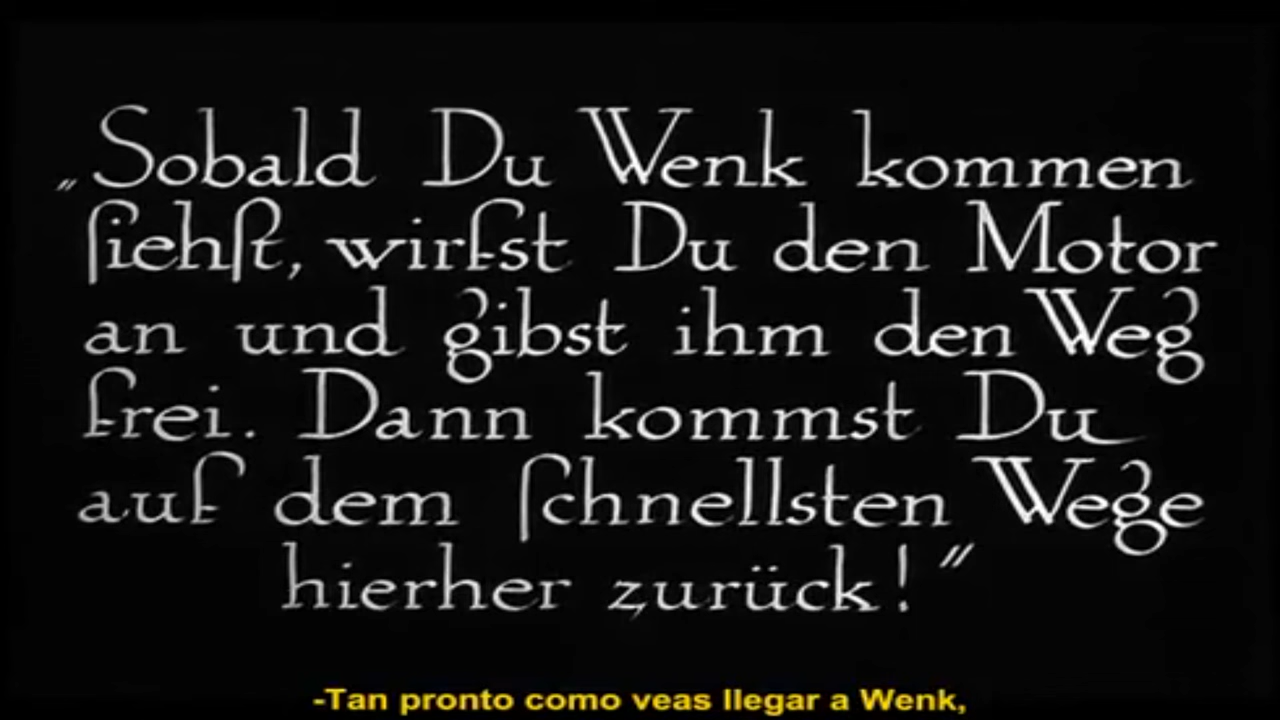 „Sobald Du Wenk kommen
siehst, wirfst Du den Motor
an und gibst ihm den Weg
frei. Dann kommst Du
auf dem schnellsten Wege
hierher zurück!"
-Tan pronto como veas llegar a Wenk,